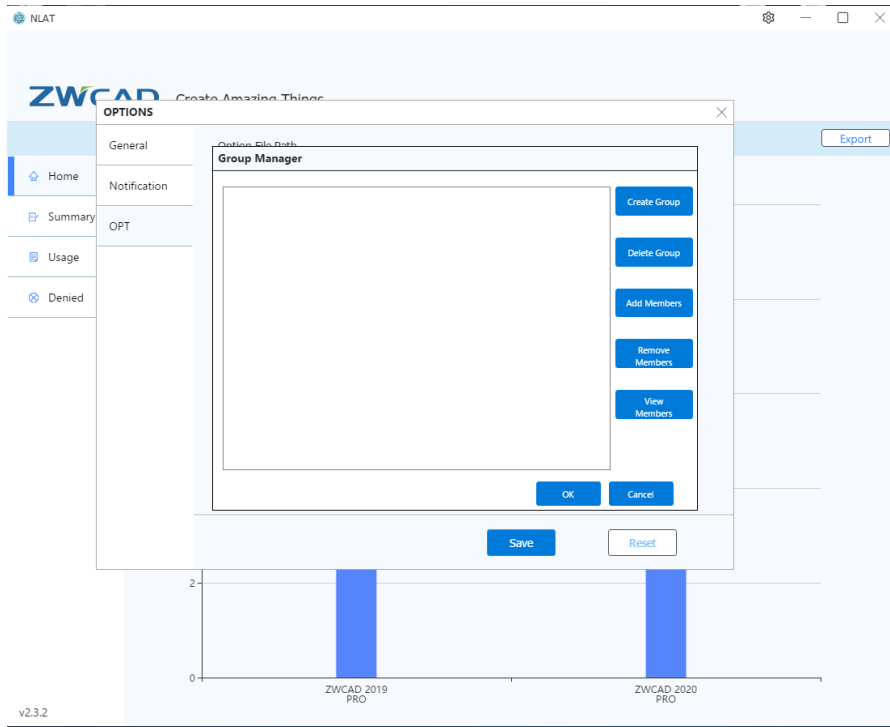 NLAT
ZWCAD Create Amazing Things
OPTIONS
Export
General
Option File Path
Group Manager
Home
Notification
Create Group
Summary
OPT
Delete Group
Usage
Denied
Add Members
Remove
Members
View
Members
OK Cancel
Save Reset
2
0
ZWCAD 2019
PRO
ZWCAD 2020
PRO
v2.3.2